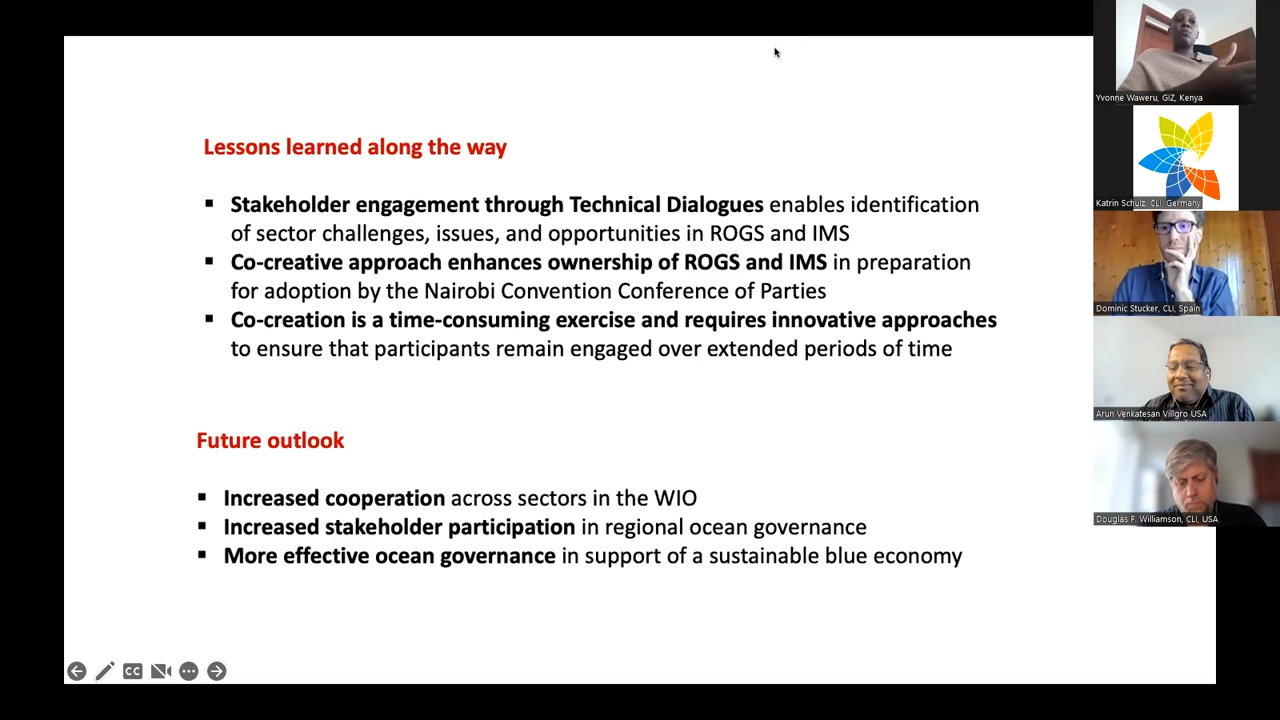 Lessons learned along the way
▪ Stakeholder engagement through Technical Dialogues enables identification
of sector challenges, issues, and opportunities in ROGS and IMS
▪ Co-creative approach enhances ownership of ROGS and IMS in preparation
for adoption by the Nairobi Convention Conference of Parties
▪ Co-creation is a time-consuming exercise and requires innovative approaches
to ensure that participants remain engaged over extended periods of time
Future outlook
▪ Increased cooperation across sectors in the WIO
▪ Increased stakeholder participation in regional ocean governance
▪ More effective ocean governance in support of a sustainable blue economy
CC
Yvonne Waweru, GIZ, Kenya
Katrin Schulz, CLI, Germany
Dominic Stucker, CLI, Spain
Arun Venkatesan Villgro USA
Douglas F. Williamson, CLI, USA